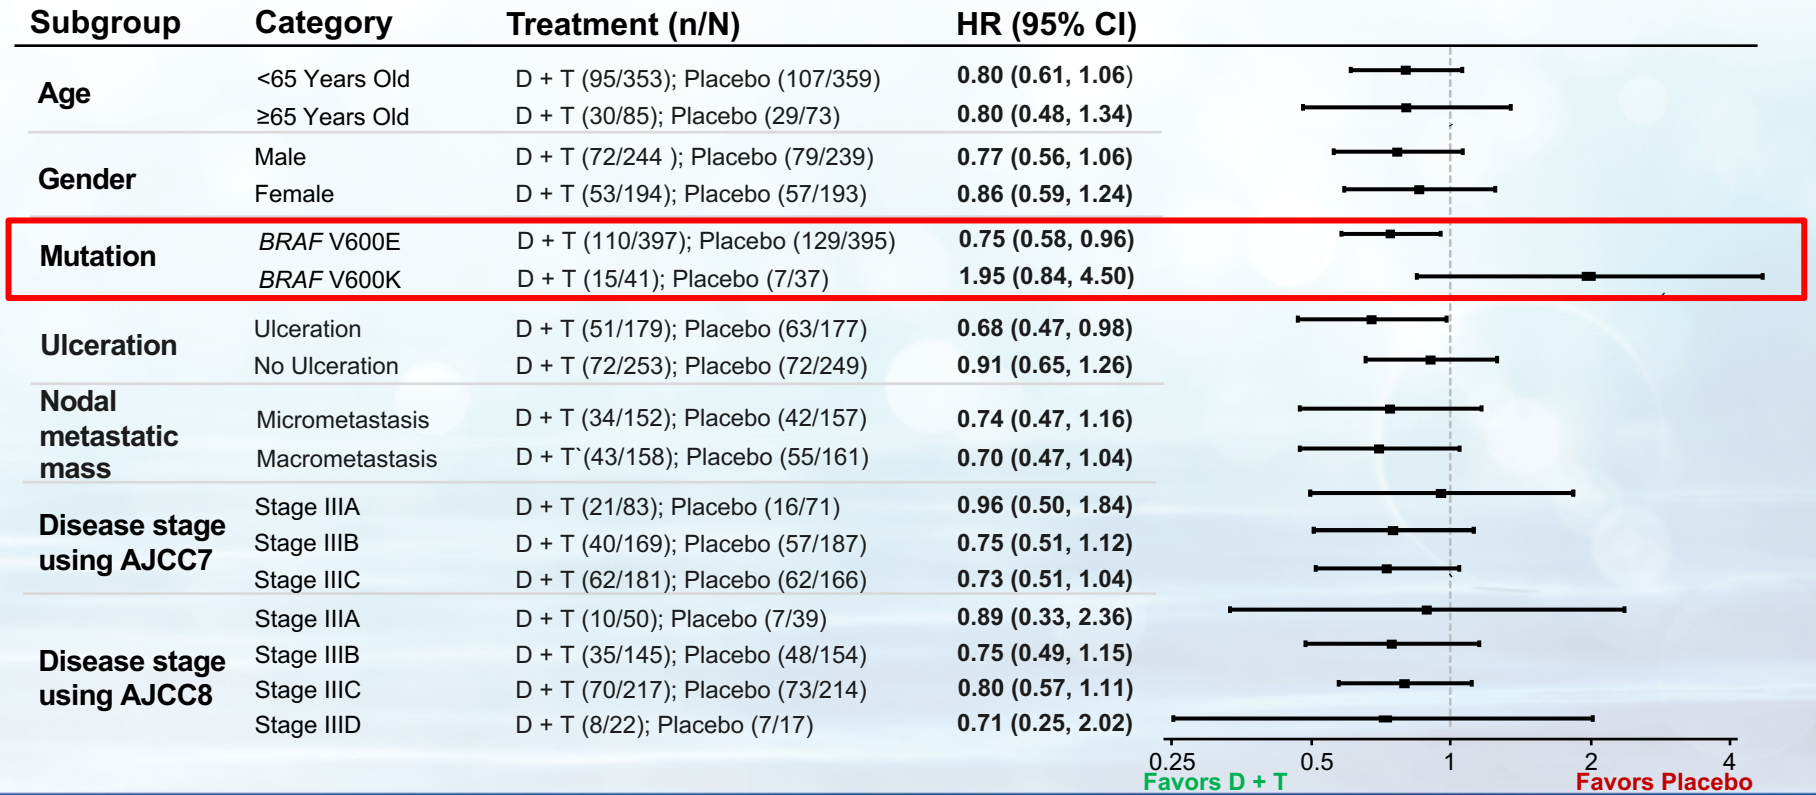 Subgroup Category Treatment (n/N) HR (95% CI)
Age
<65 Years Old D + T (95/353); Placebo (107/359) 0.80 (0.61, 1.06)
≥65 Years Old D + T (30/85); Placebo (29/73) 0.80 (0.48, 1.34)
Gender
Male D + T (72/244 ); Placebo (79/239) 0.77 (0.56, 1.06)
Female D + T (53/194); Placebo (57/193) 0.86 (0.59, 1.24)
Mutation
BRAF V600E D + T (110/397); Placebo (129/395) 0.75 (0.58, 0.96)
BRAF V600K D + T (15/41); Placebo (7/37) 1.95 (0.84, 4.50)
Ulceration
Ulceration D + T (51/179); Placebo (63/177) 0.68 (0.47, 0.98)
No Ulceration D + T (72/253); Placebo (72/249) 0.91 (0.65, 1.26)
Nodal
metastatic
mass
Micrometastasis D + T (34/152); Placebo (42/157) 0.74 (0.47, 1.16)
Macrometastasis D + T`(43/158); Placebo (55/161) 0.70 (0.47, 1.04)
Disease stage
using AJCC7
Stage IIIA D + T (21/83); Placebo (16/71) 0.96 (0.50, 1.84)
Stage IIIB D + T (40/169); Placebo (57/187) 0.75 (0.51, 1.12)
Stage IIIC D + T (62/181); Placebo (62/166) 0.73 (0.51, 1.04)
Disease stage
using AJCC8
Stage IIIA D + T (10/50); Placebo (7/39) 0.89 (0.33, 2.36)
Stage IIIB D + T (35/145); Placebo (48/154) 0.75 (0.49, 1.15)
Stage IIIC D + T (70/217); Placebo (73/214) 0.80 (0.57, 1.11)
Stage IIID D + T (8/22); Placebo (7/17) 0.71 (0.25, 2.02)
0.25 0.5 1 2 4
Favors D + T Favors Placebo